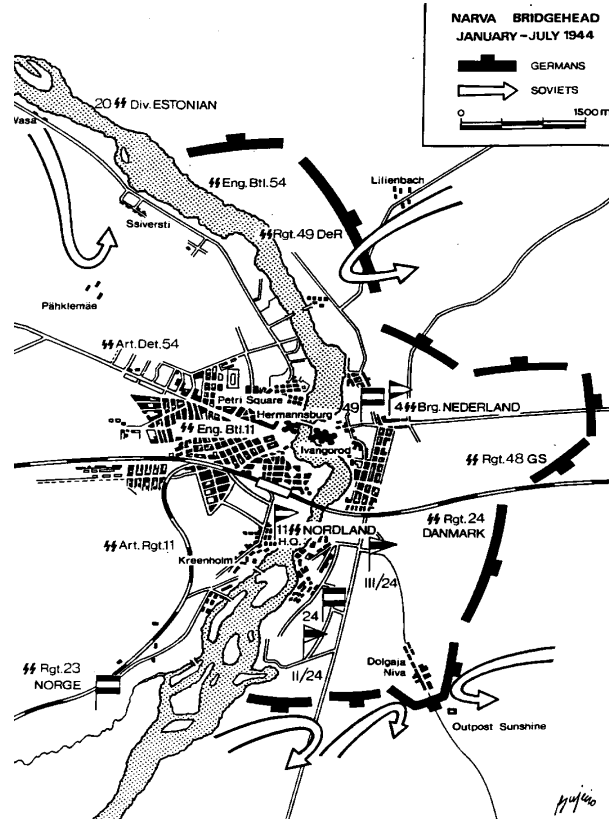 NARVA BRIDGEHEAD
JANUARY–JULY 1944
GERMANS
SOVIETS
0 1500 m
20 SS Div. ESTONIAN
Vasa
SS Eng. Btl. 54
Lilienbach
Ssiversti
SS Rgt. 49 DeR
Pähklemäe
SS Art. Det. 54
Petri Square
Hermannsburg
49
4 SS Brg. NEDERLAND
SS Eng. Btl. 11
Ivangorod
SS Rgt. 48 GS
11 SS NORDLAND
H.Q.
SS Rgt. 24
DANMARK
SS Art. Rgt. 11
Kreenholm
III/24
24
SS Rgt. 23
NORGE
II/24
Dolgaja
Niva
Outpost Sunshine